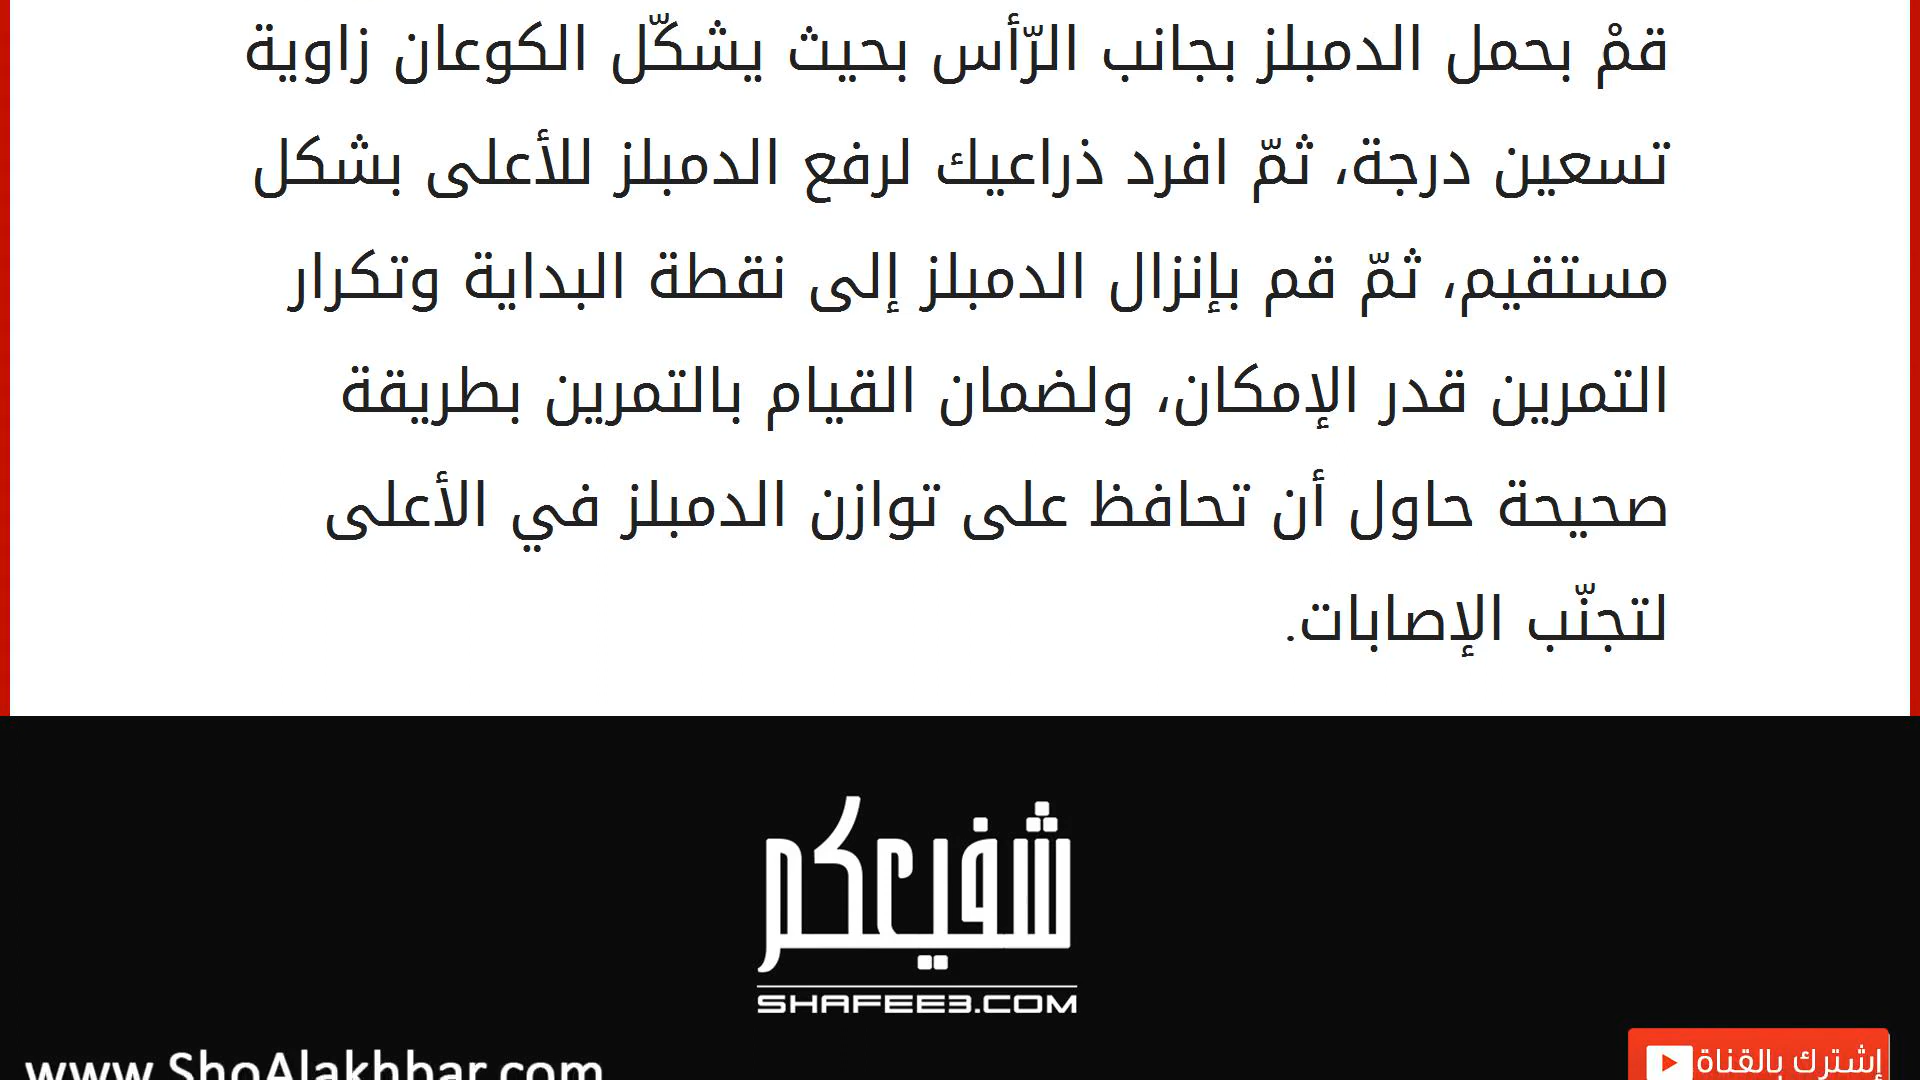 قمْ بحمل الدمبلز بجانب الرّأس بحيث يشكّل الكوعان زاوية
تسعين درجة، ثمّ افرد ذراعيك لرفع الدمبلز للأعلى بشكل
مستقيم، ثمّ قم بإنزال الدمبلز إلى نقطة البداية وتكرار
التمرين قدر الإمكان، ولضمان القيام بالتمرين بطريقة
صحيحة حاول أن تحافظ على توازن الدمبلز في الأعلى
لتجنّب الإصابات.
شفيعكم
SHAFEE3.COM
www.ShoAlakhbar.com
إشترك بالقناة